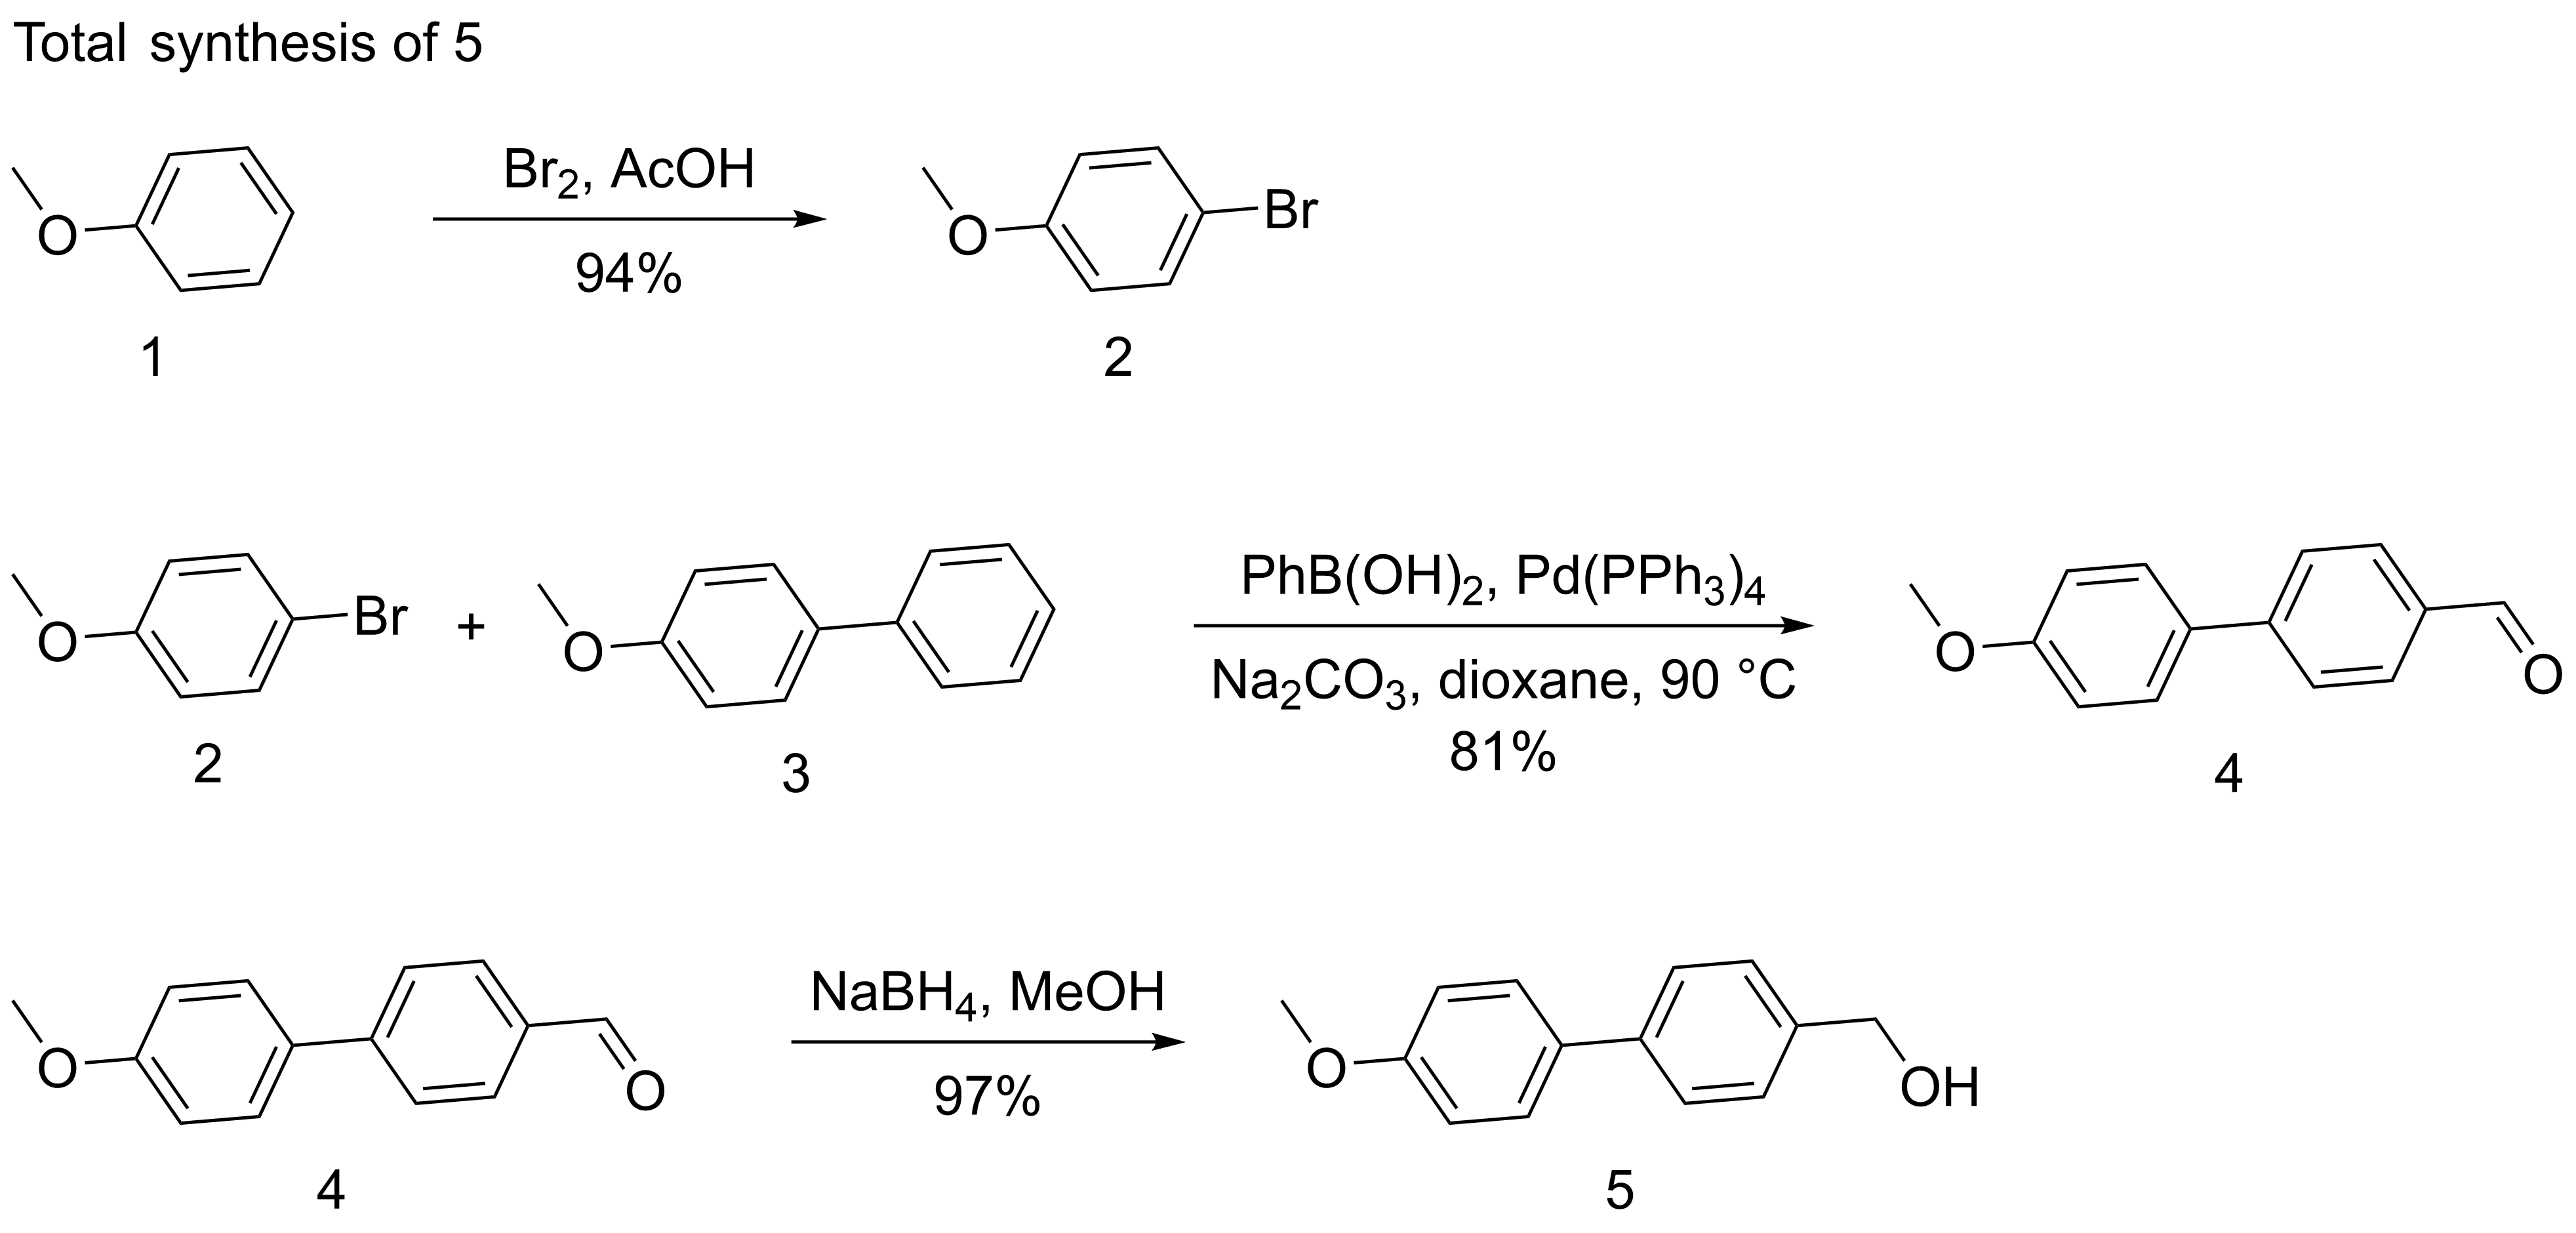 Total synthesis of 5
Br₂, AcOH
94%
O
O
Br
1
2
O
Br
+
O
PhB(OH)₂, Pd(PPh₃)₄
Na₂CO₃, dioxane, 90 °C
81%
O
O
2
3
4
O
O
NaBH₄, MeOH
97%
O
OH
4
5